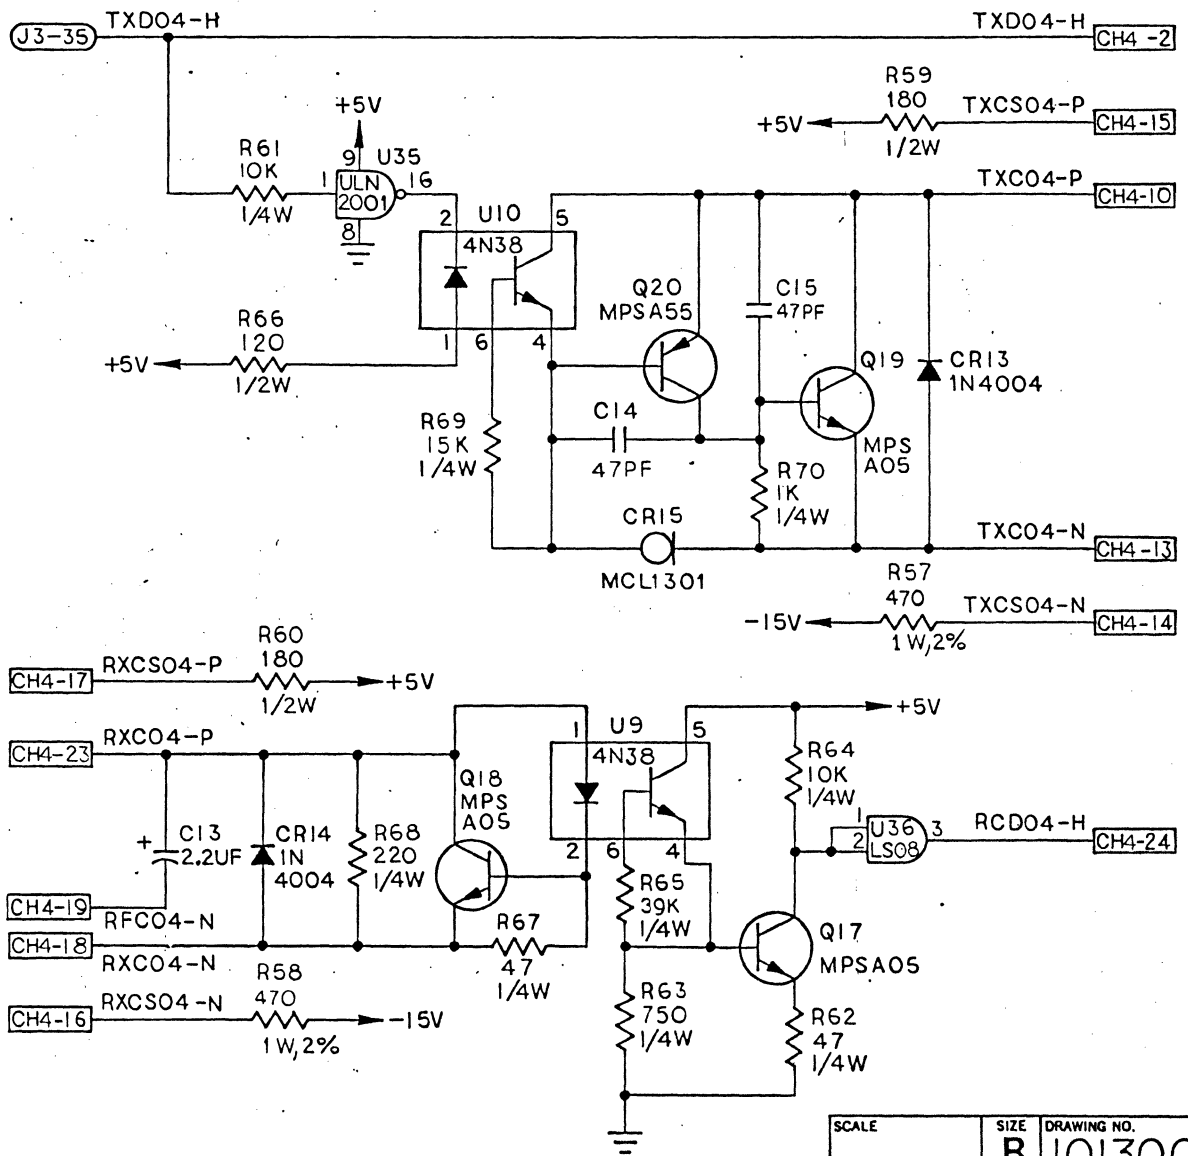 J3-35
TXD04-H
TXD04-H
CH4 -2
R59
180
1/2W
+5V
TXCS04-P
CH4-15
+5V
R61
10K
1/4W
1
9
U35
ULN
2001
16
8
TXC04-P
CH4-10
2
U10
5
4N38
1
6
4
R66
120
1/2W
+5V
Q20
MPSA55
C15
47PF
Q19
MPS
A05
CR13
1N4004
R69
15K
1/4W
C14
47PF
R70
1K
1/4W
CR15
MCL1301
TXC04-N
CH4-13
R57
470
1W,2%
-15V
TXCS04-N
CH4-14
CH4-17
RXCS04-P
R60
180
1/2W
+5V
CH4-23
RXC04-P
+
C13
2.2UF
CR14
1N
4004
R68
220
1/4W
Q18
MPS
A05
1
U9
5
4N38
2
6
4
+5V
R64
10K
1/4W
1
2
U36
LS08
3
RCD04-H
CH4-24
CH4-19
RFC04-N
CH4-18
RXC04-N
R67
47
1/4W
R65
39K
1/4W
Q17
MPSA05
CH4-16
RXCS04-N
R58
470
1W,2%
-15V
R63
750
1/4W
R62
47
1/4W
SCALE
SIZE
B
DRAWING NO.